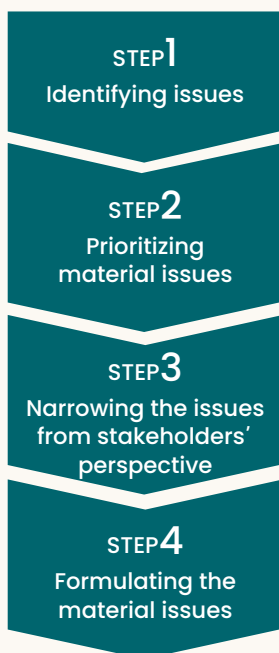 STEP1
Identifying issues
STEP2
Prioritizing
material issues
STEP3
Narrowing the issues
from stakeholders’
perspective
STEP4
Formulating the
material issues